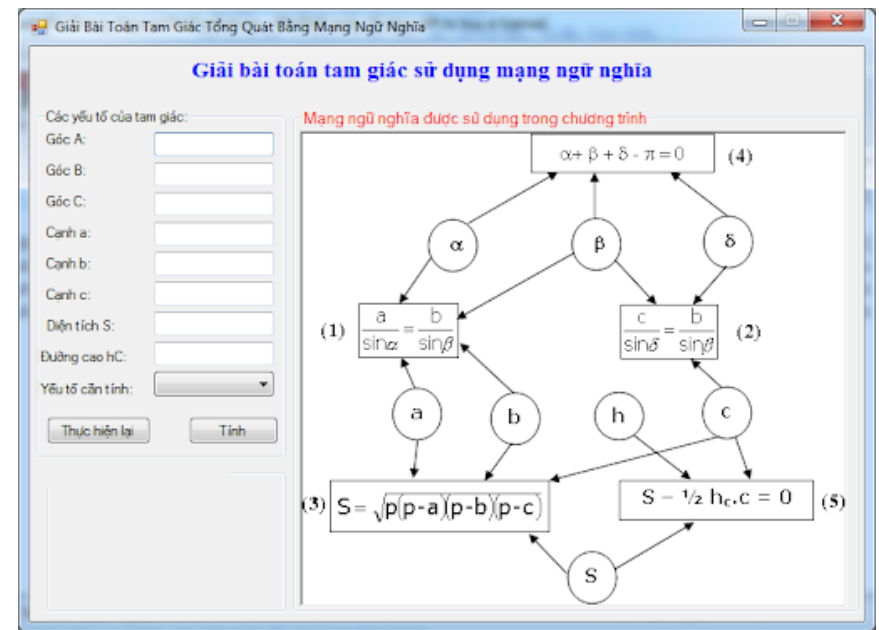 Giải Bài Toán Tam Giác Tổng Quát Bằng Mạng Ngữ Nghĩa
Giải bài toán tam giác sử dụng mạng ngữ nghĩa
Các yếu tố của tam giác:
Góc A:
Góc B:
Góc C:
Cạnh a:
Cạnh b:
Cạnh c:
Diện tích S:
Đường cao hC:
Yếu tố cần tính:
Thực hiện lại
Tính
Mạng ngữ nghĩa được sử dụng trong chương trình
α+ β + δ - π = 0 (4)
α
β
δ
(1) a/sinα = b/sinβ
c/sinδ = b/sinβ (2)
a
b
h
c
(3) S= √p(p-a)(p-b)(p-c)
S – ½ hc.c = 0 (5)
S